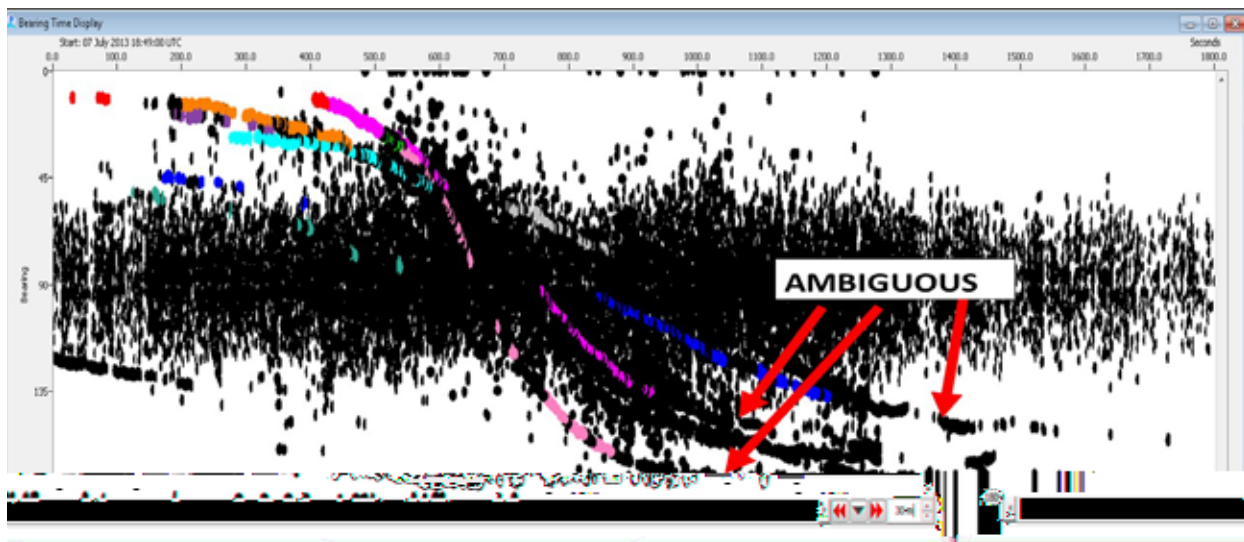 Bearing Time Display
Start: 07 July 2013 18:49:00 UTC
Seconds
0.0 100.0 200.0 300.0 400.0 500.0 600.0 700.0 800.0 900.0 1000.0 1100.0 1200.0 1300.0 1400.0 1500.0 1600.0 1700.0 1800.0
0
45
AMBIGUOUS
90
Bearing
135